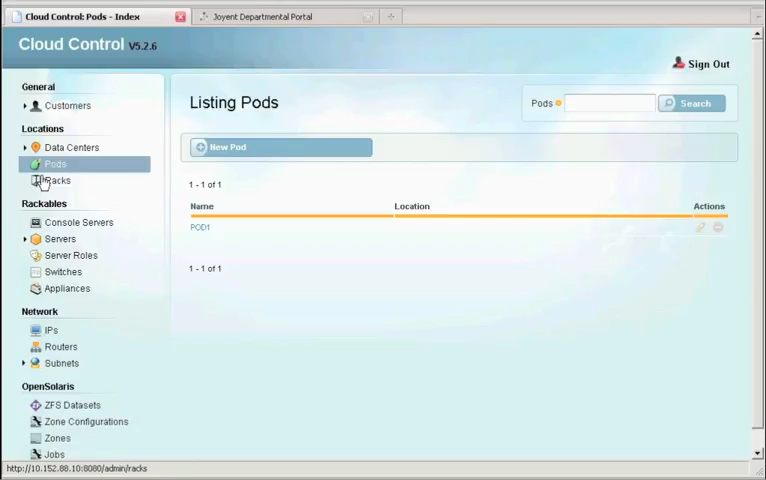 Cloud Control: Pods - Index
Joyent Departmental Portal
Cloud Control V5.2.6
Sign Out
General
Customers
Locations
Data Centers
Pods
Racks
Rackables
Console Servers
Servers
Server Roles
Switches
Appliances
Network
IPs
Routers
Subnets
OpenSolaris
ZFS Datasets
Zone Configurations
Zones
Jobs
Listing Pods
Pods
Search
New Pod
1 - 1 of 1
Name Location Actions
POD1
1 - 1 of 1
http://10.152.88.10:8080/admin/racks